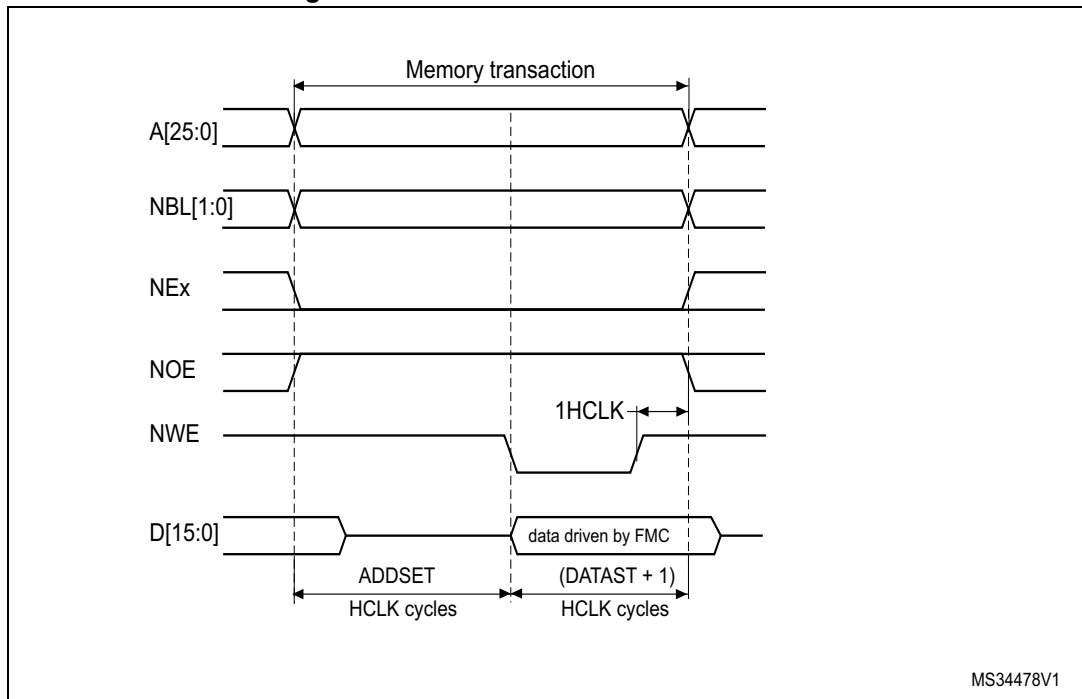 Memory transaction
A[25:0]
NBL[1:0]
NEx
NOE
1HCLK
NWE
D[15:0]
data driven by FMC
ADDSET
(DATAST + 1)
HCLK cycles
HCLK cycles
MS34478V1